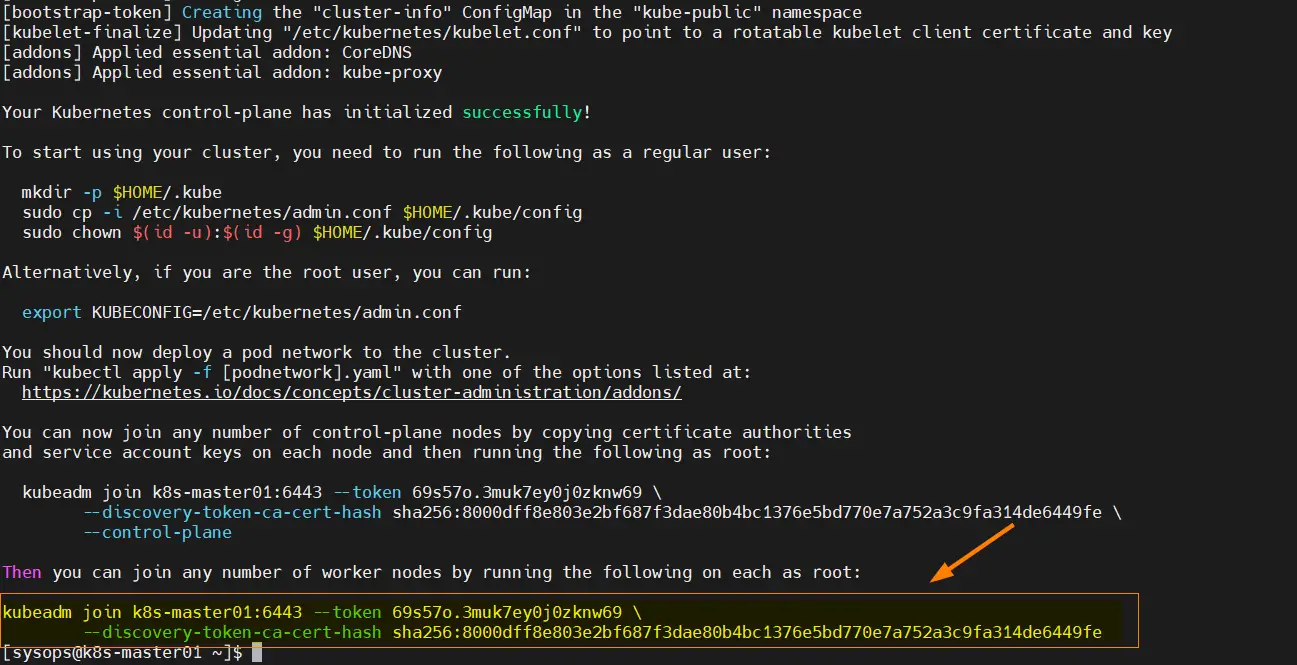 [bootstrap-token] Creating the "cluster-info" ConfigMap in the "kube-public" namespace
[kubelet-finalize] Updating "/etc/kubernetes/kubelet.conf" to point to a rotatable kubelet client certificate and key
[addons] Applied essential addon: CoreDNS
[addons] Applied essential addon: kube-proxy
Your Kubernetes control-plane has initialized successfully!
To start using your cluster, you need to run the following as a regular user:
mkdir -p $HOME/.kube
sudo cp -i /etc/kubernetes/admin.conf $HOME/.kube/config
sudo chown $(id -u):$(id -g) $HOME/.kube/config
Alternatively, if you are the root user, you can run:
export KUBECONFIG=/etc/kubernetes/admin.conf
You should now deploy a pod network to the cluster.
Run "kubectl apply -f [podnetwork].yaml" with one of the options listed at:
https://kubernetes.io/docs/concepts/cluster-administration/addons/
You can now join any number of control-plane nodes by copying certificate authorities
and service account keys on each node and then running the following as root:
kubeadm join k8s-master01:6443 --token 69s57o.3muk7ey0j0zknw69 \
--discovery-token-ca-cert-hash sha256:8000dff8e803e2bf687f3dae80b4bc1376e5bd770e7a752a3c9fa314de6449fe \
--control-plane
Then you can join any number of worker nodes by running the following on each as root:
kubeadm join k8s-master01:6443 --token 69s57o.3muk7ey0j0zknw69 \
--discovery-token-ca-cert-hash sha256:8000dff8e803e2bf687f3dae80b4bc1376e5bd770e7a752a3c9fa314de6449fe
[sysops@k8s-master01 ~]$